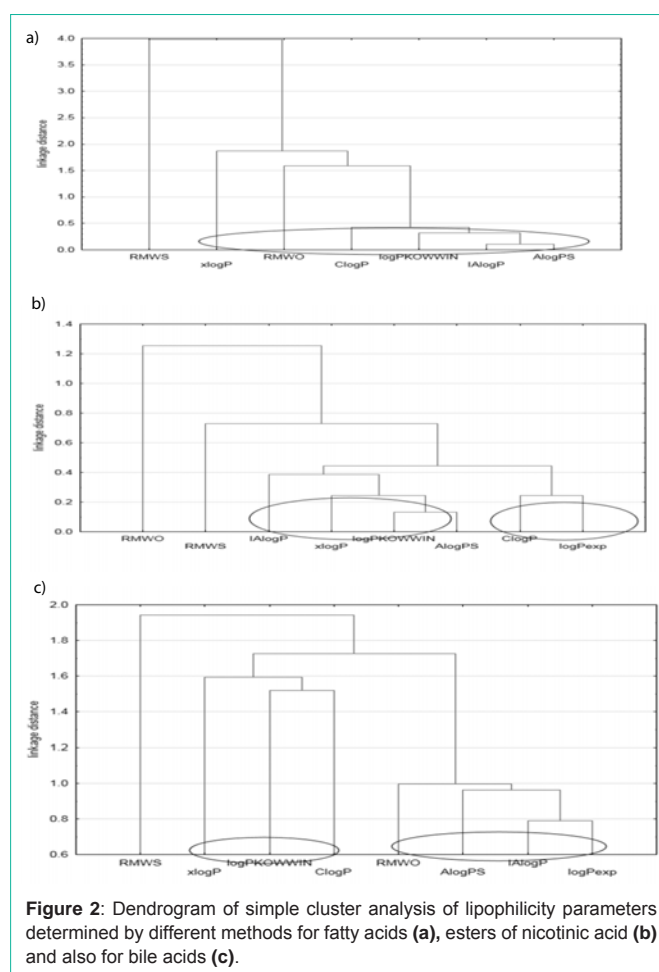 a)
4.0
3.5
3.0
2.5
2.0
1.5
1.0
0.5
0.0
linkage distance
RMWS
xlogP
RMWO
ClogP
logPKOWWIN
IAlogP
AlogPS
b)
1.4
1.2
1.0
0.8
0.6
0.4
0.2
0.0
linkage distance
RMWO
RMWS
IAlogP
xlogP
logPKOWWIN
AlogPS
ClogP
logPexp
c)
2.0
1.8
1.6
1.4
1.2
1.0
0.8
0.6
linkage distance
RMWS
xlogP
logPKOWWIN
ClogP
RMWO
AlogPS
IAlogP
logPexp
Figure 2: Dendrogram of simple cluster analysis of lipophilicity parameters
determined by different methods for fatty acids (a), esters of nicotinic acid (b)
and also for bile acids (c).